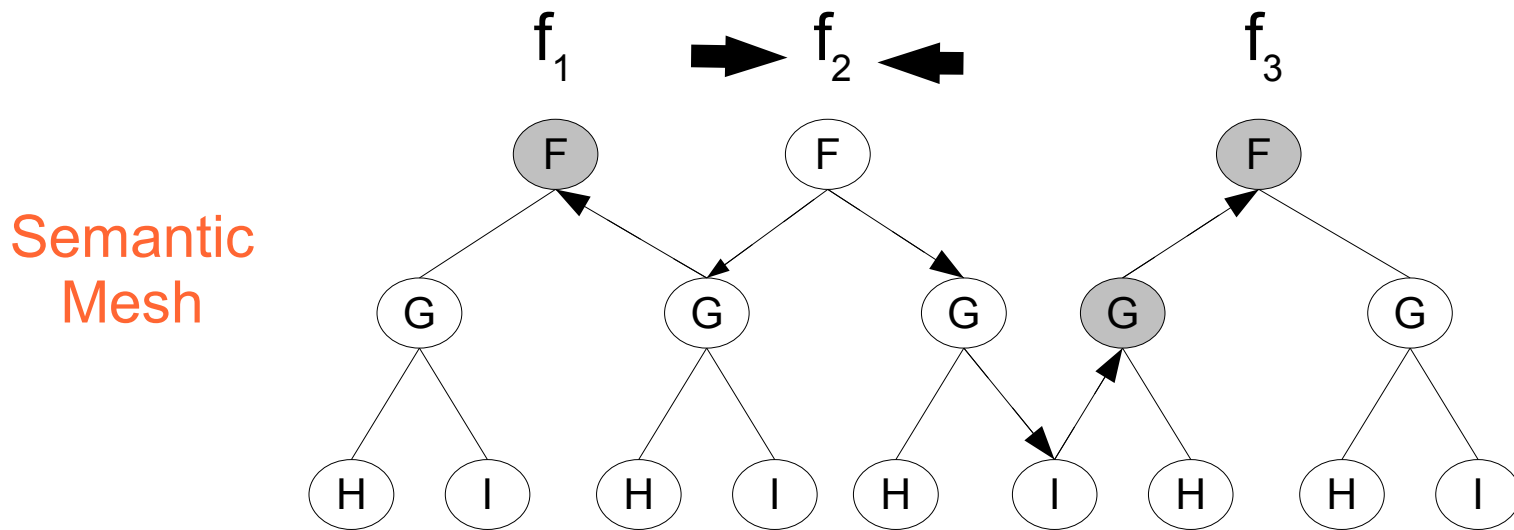 f1 f2 f3
F F F
Semantic
Mesh
G G G G G
H I H I H I H H I